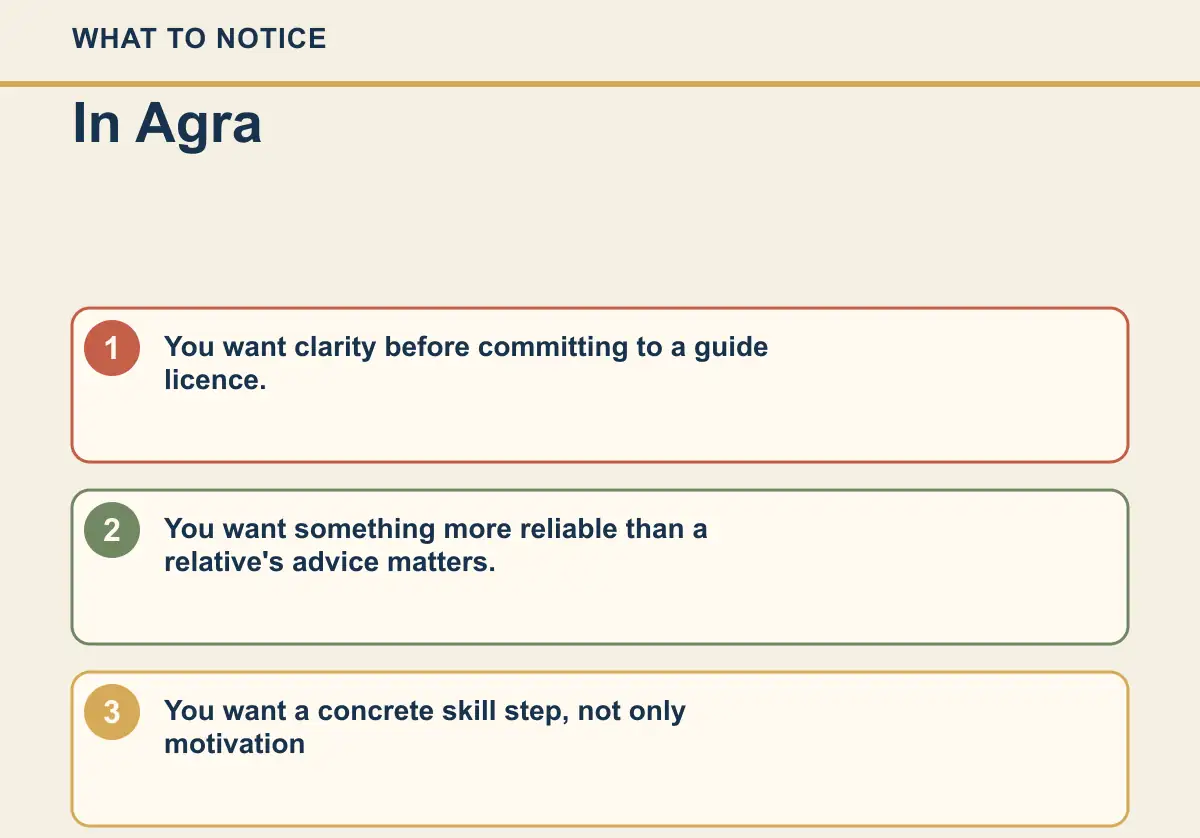 WHAT TO NOTICE
In Agra
1
You want clarity before committing to a guide
licence.
2
You want something more reliable than a
relative's advice matters.
3
You want a concrete skill step, not only
motivation